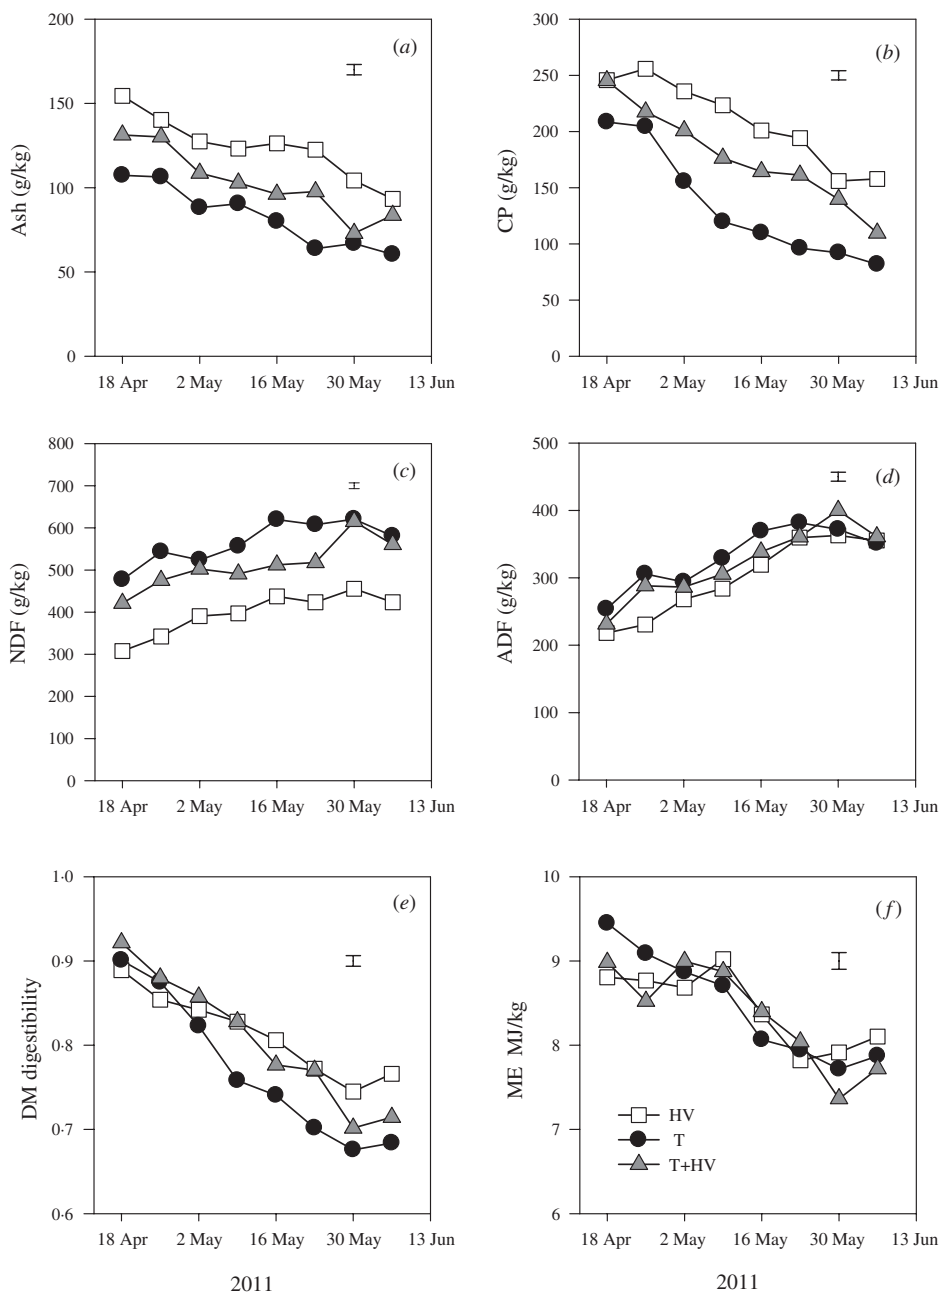 200
(a)
150
100
50
0
Ash (g/kg)
18 Apr 2 May 16 May 30 May 13 Jun
300
(b)
250
200
150
100
50
0
CP (g/kg)
18 Apr 2 May 16 May 30 May 13 Jun
800
(c)
700
600
500
400
300
200
100
0
NDF (g/kg)
18 Apr 2 May 16 May 30 May 13 Jun
500
(d)
400
300
200
100
0
ADF (g/kg)
18 Apr 2 May 16 May 30 May 13 Jun
1·0
(e)
0·9
0·8
0·7
0·6
DM digestibility
18 Apr 2 May 16 May 30 May 13 Jun
2011
10
(f)
9
8
7
6
ME MJ/kg
HV
T
T+HV
18 Apr 2 May 16 May 30 May 13 Jun
2011